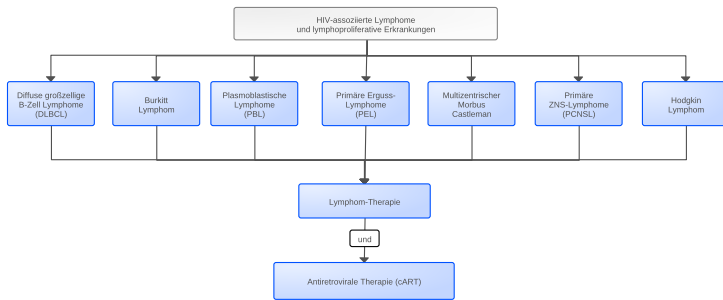 HIV-assoziierte Lymphome
und lymphoproliferative Erkrankungen
Diffuse großzellige
B-Zell Lymphome
(DLBCL)
Burkitt
Lymphom
Plasmoblastische
Lymphome
(PBL)
Primäre Erguss-
Lymphome
(PEL)
Multizentrischer
Morbus
Castleman
Primäre
ZNS-Lymphome
(PCNSL)
Hodgkin
Lymphom
Lymphom-Therapie
und
Antiretrovirale Therapie (cART)